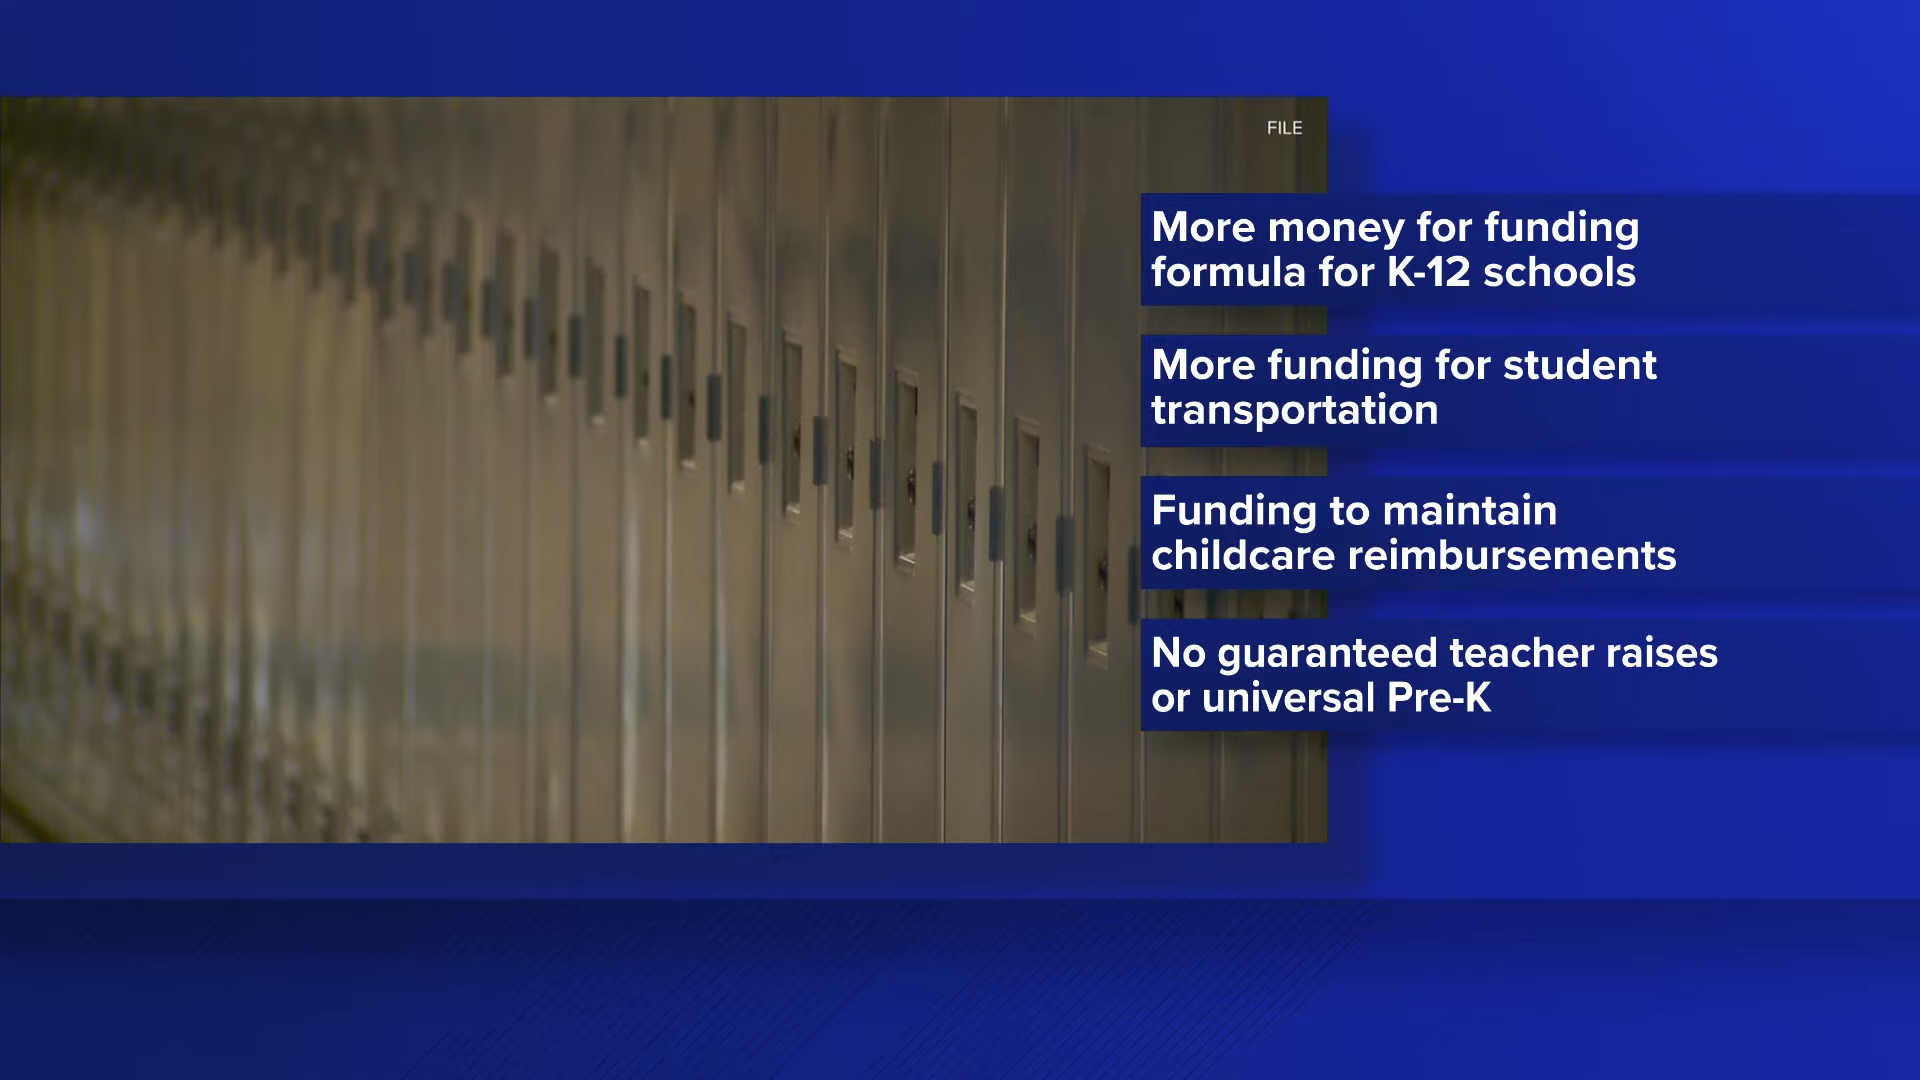 FILE
More money for funding
formula for K-12 schools
More funding for student
transportation
Funding to maintain
childcare reimbursements
No guaranteed teacher raises
or universal Pre-K